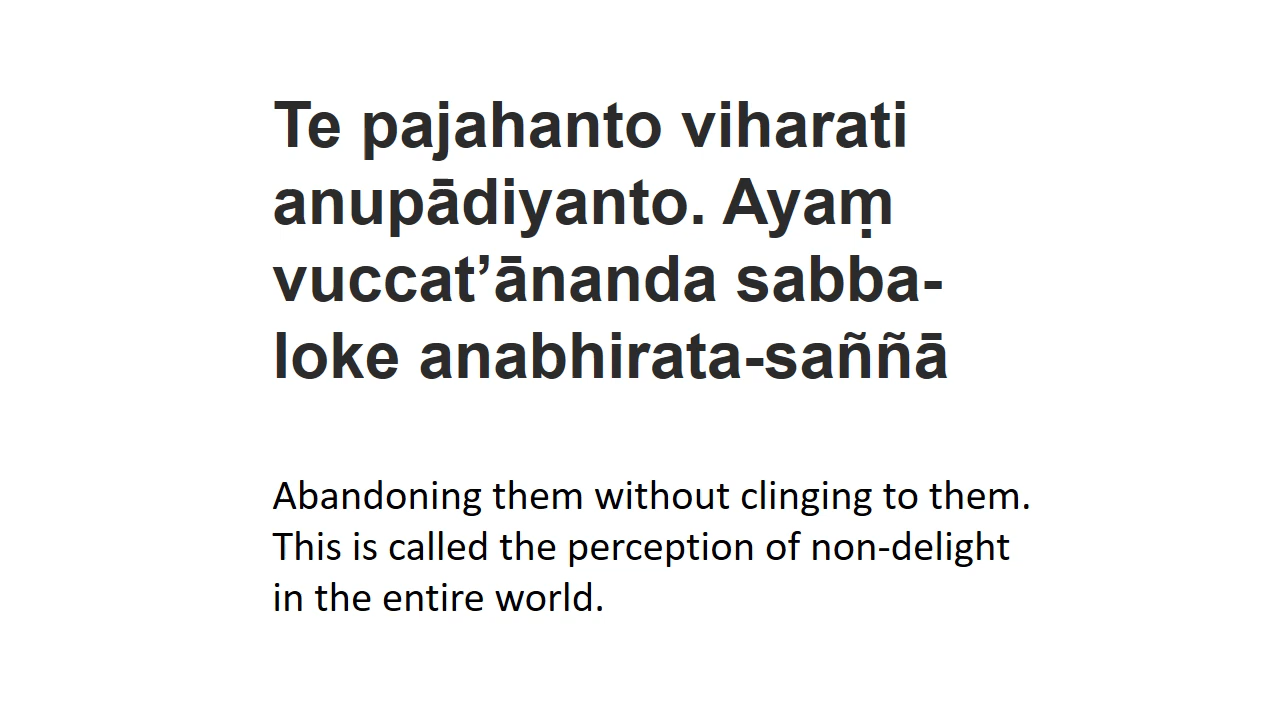 Te pajahanto viharati
anupādiyanto. Ayaṃ
vuccat’ānanda sabba-
loke anabhirata-saññā
Abandoning them without clinging to them.
This is called the perception of non-delight
in the entire world.